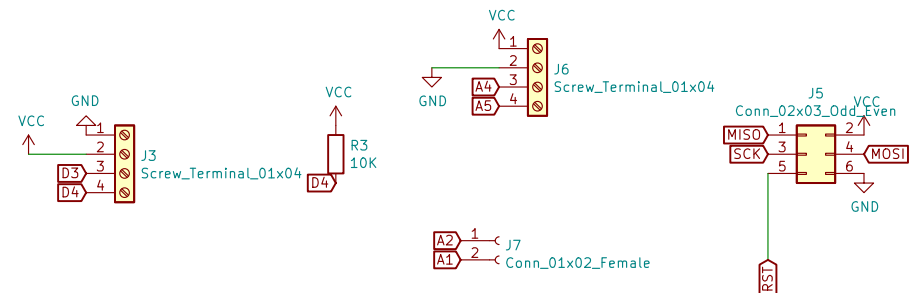 VCC
GND
1
2
3
4
D3
D4
J3
Screw_Terminal_01x04
VCC
R3
10K
D4
VCC
GND
1
2
3
4
A4
A5
J6
Screw_Terminal_01x04
A2
A1
1
2
J7
Conn_01x02_Female
J5
Conn_02x03_Odd_Even
VCC
MISO
1
2
SCK
3
4
MOSI
5
6
GND
RST